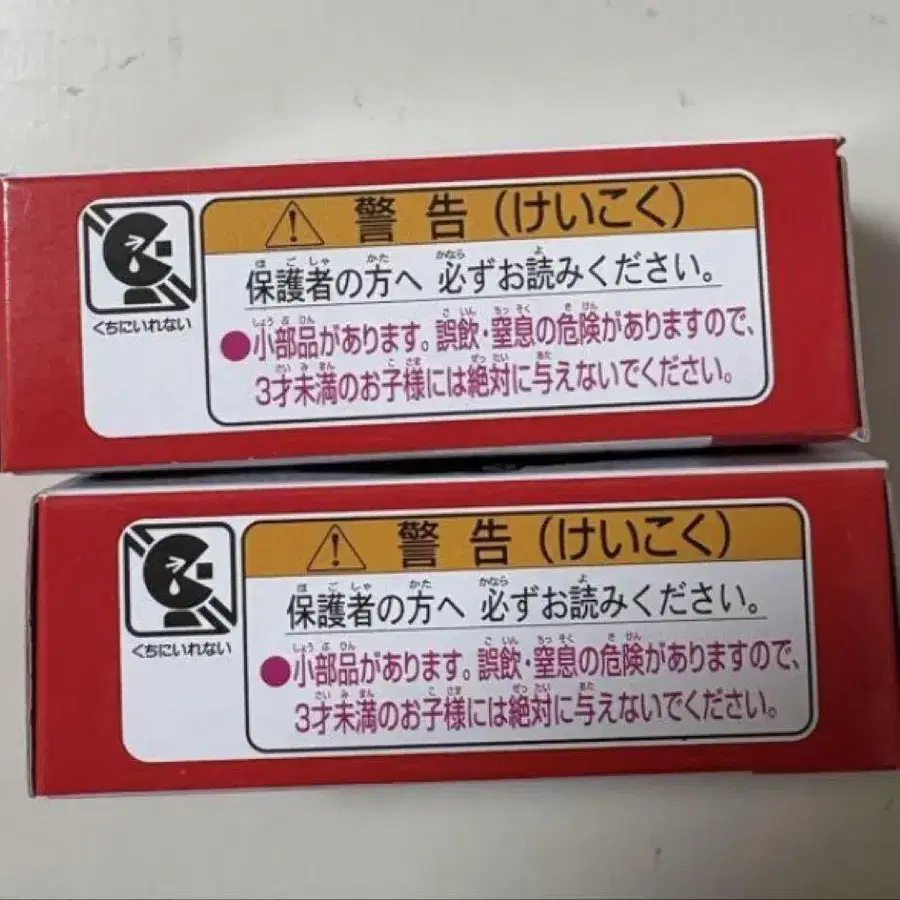 警告(けいこく)
保護者の方へ 必ずお読みください。
●小部品があります。誤飲・窒息の危険がありますので、
3才未満のお子様には絶対に与えないでください。
くちにいれない
警告(けいこく)
保護者の方へ 必ずお読みください。
●小部品があります。誤飲・窒息の危険がありますので、
3才未満のお子様には絶対に与えないでください。
くちにいれない